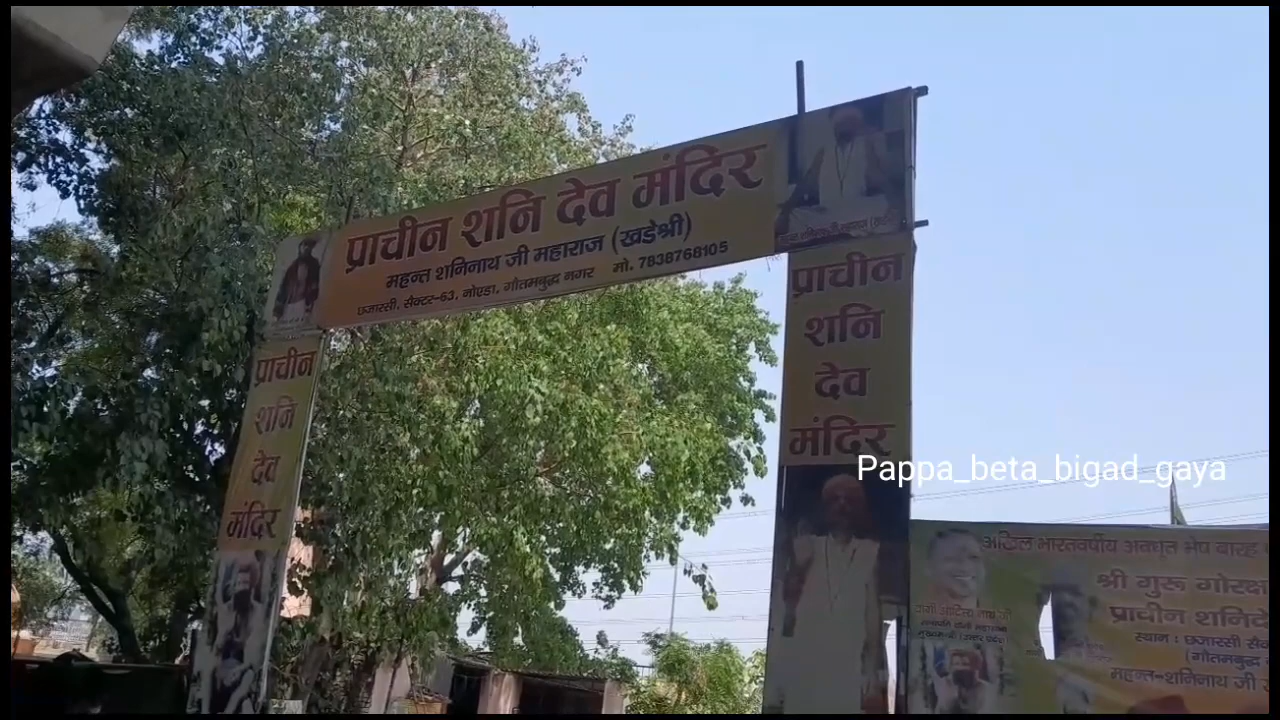 प्राचीन शनि देव मंदिर
महन्त शनिनाथ जी महाराज (खडेश्री)
छजारसी, सैक्टर-63, नोएडा, गौतमबुद्ध नगर मो. 7838768105
प्राचीन
शनि
देव
मंदिर
प्राचीन
शनि
देव
मंदिर
Pappa_beta_bigad_gaya
अखिल भारतवर्षीय अवधूत भेष बारह
श्री गुरू गोरक्ष
प्राचीन शनिदे
स्थान : छजारसी सैक
(गौतमबुद्ध
महन्त-शनिनाथ जी